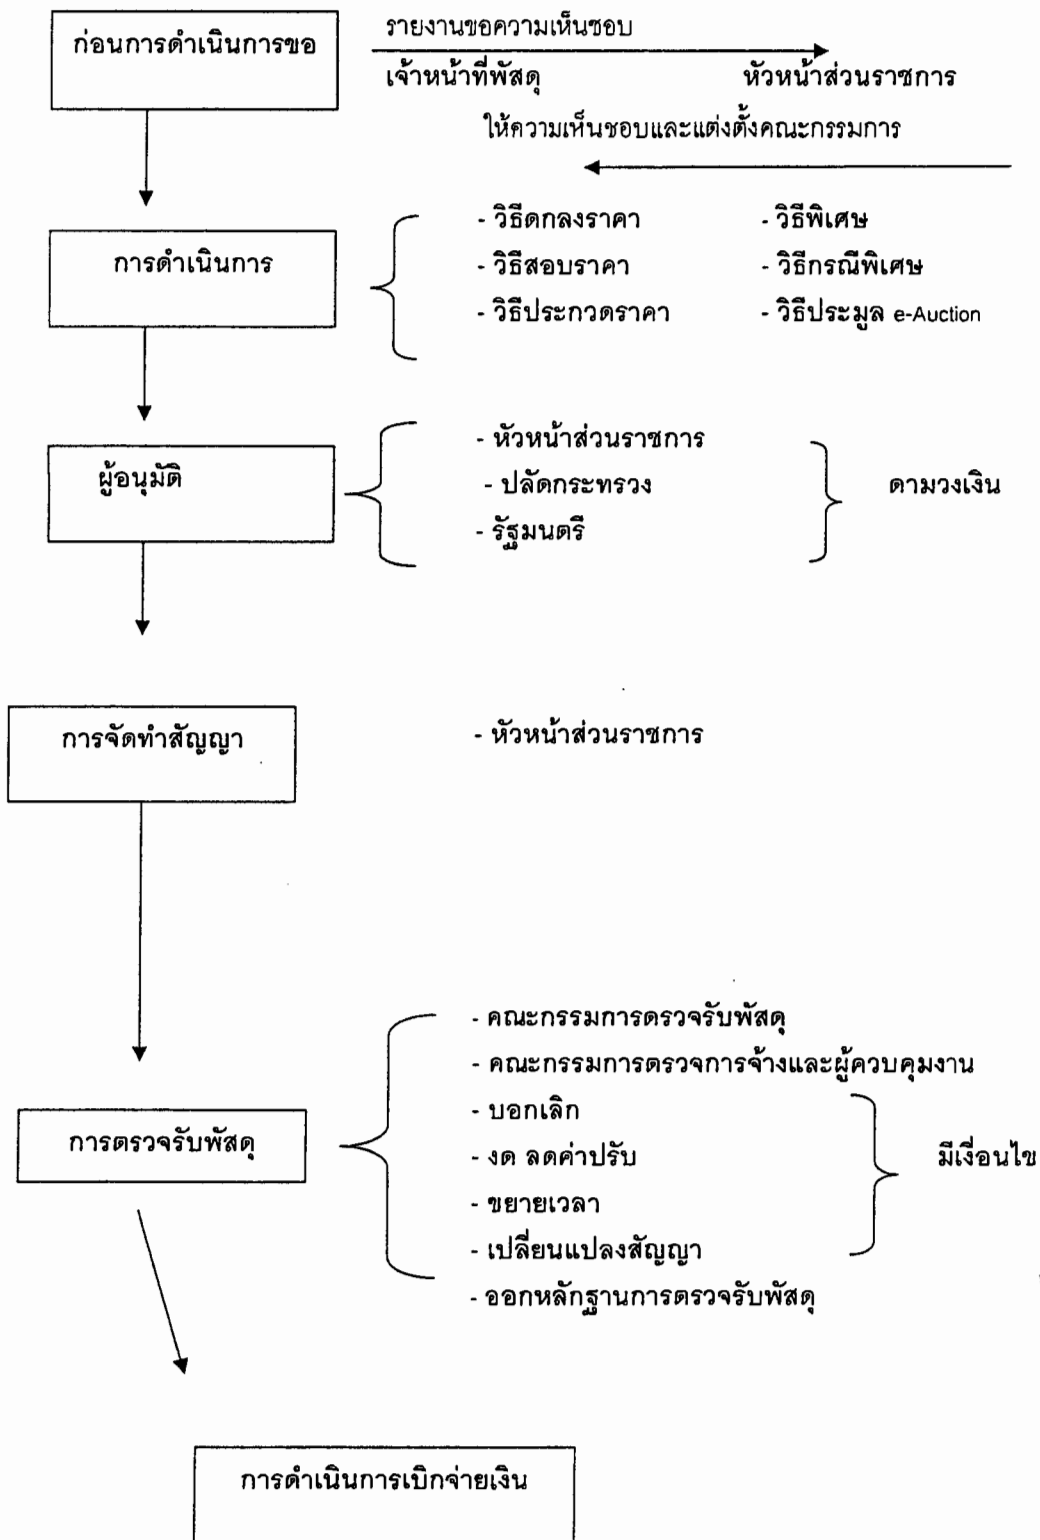 ก่อนการดำเนินการขอ
รายงานขอความเห็นชอบ
เจ้าหน้าที่พัสดุ หัวหน้าส่วนราชการ
ให้ความเห็นชอบและแต่งตั้งคณะกรรมการ
การดำเนินการ
- วิธีตกลงราคา - วิธีพิเศษ
- วิธีสอบราคา - วิธีกรณีพิเศษ
- วิธีประกวดราคา - วิธีประมูล e-Auction
ผู้อนุมัติ
- หัวหน้าส่วนราชการ
- ปลัดกระทรวง
- รัฐมนตรี
ตามวงเงิน
การจัดทำสัญญา
- หัวหน้าส่วนราชการ
การตรวจรับพัสดุ
- คณะกรรมการตรวจรับพัสดุ
- คณะกรรมการตรวจการจ้างและผู้ควบคุมงาน
- บอกเลิก
- งด ลดค่าปรับ
- ขยายเวลา
- เปลี่ยนแปลงสัญญา
- ออกหลักฐานการตรวจรับพัสดุ
มีเงื่อนไข
การดำเนินการเบิกจ่ายเงิน